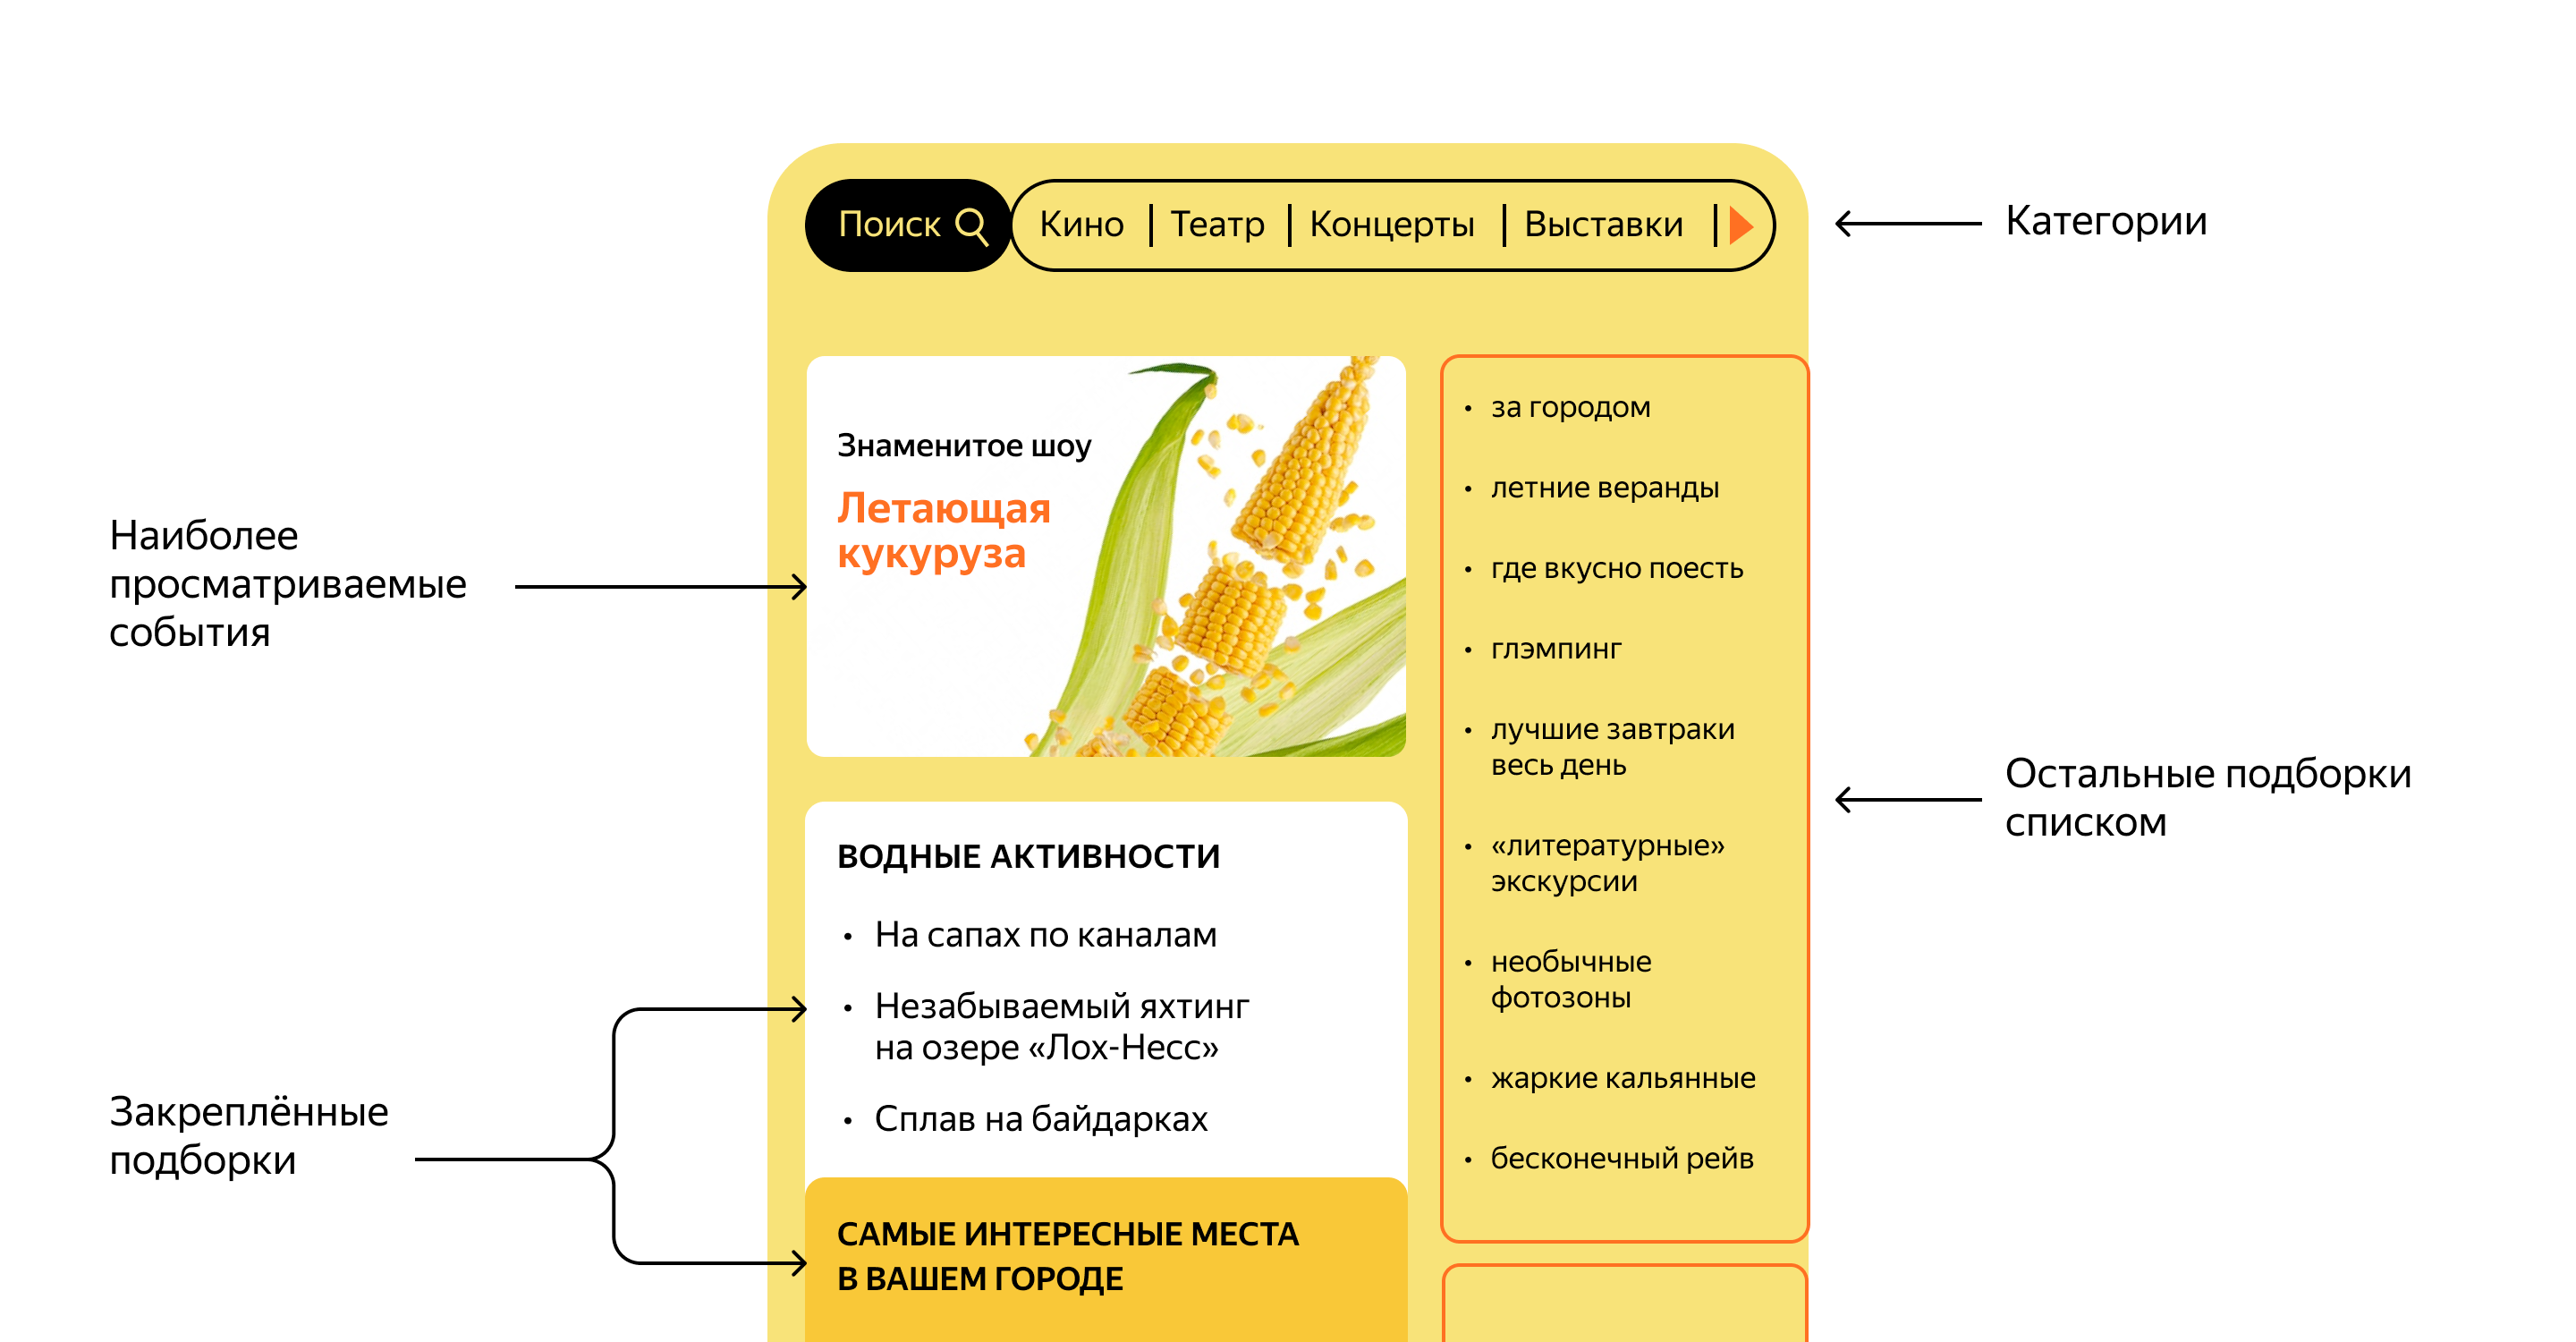 Поиск
Кино | Театр | Концерты | Выставки |
Категории
Знаменитое шоу
Летающая
кукуруза
Наиболее
просматриваемые
события
• за городом
• летние веранды
• где вкусно поесть
• глэмпинг
• лучшие завтраки
весь день
• «литературные»
экскурсии
• необычные
фотозоны
• жаркие кальянные
• бесконечный рейв
Остальные подборки
списком
ВОДНЫЕ АКТИВНОСТИ
• На сапах по каналам
• Незабываемый яхтинг
на озере «Лох-Несс»
• Сплав на байдарках
Закреплённые
подборки
САМЫЕ ИНТЕРЕСНЫЕ МЕСТА
В ВАШЕМ ГОРОДЕ